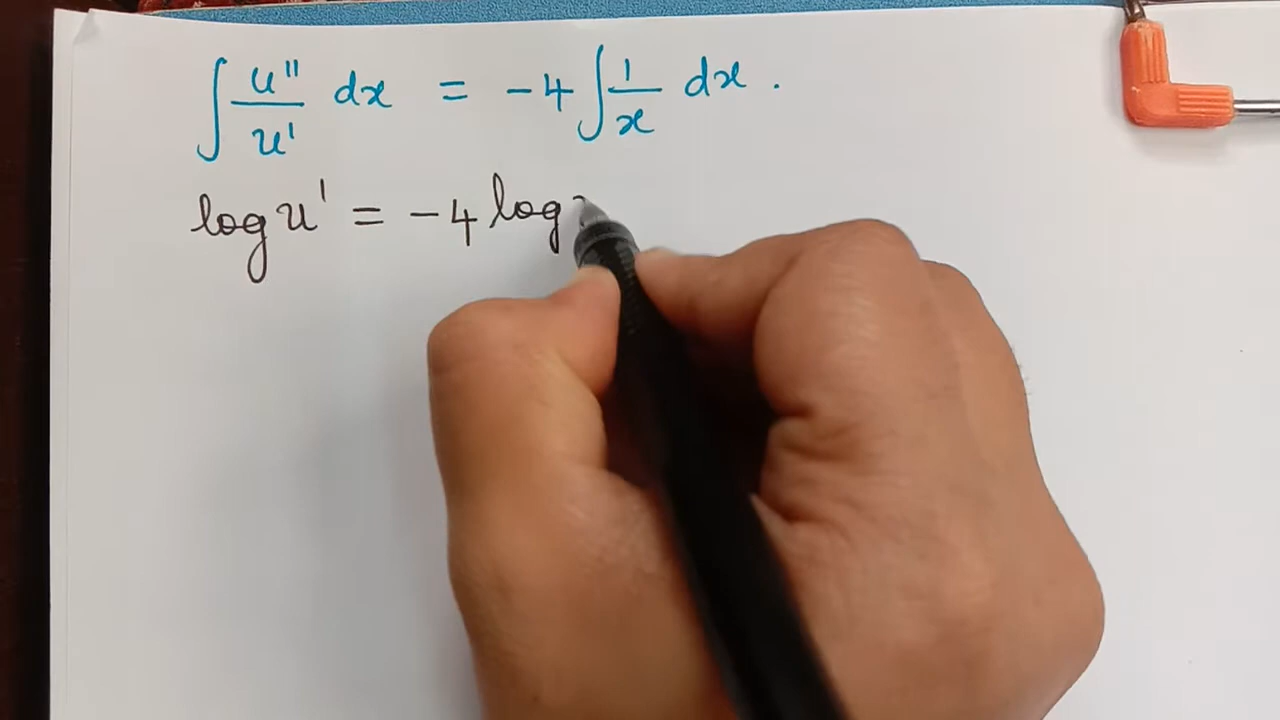 ∫ u''/u' dx = -4 ∫ 1/x dx .
log u' = -4 log